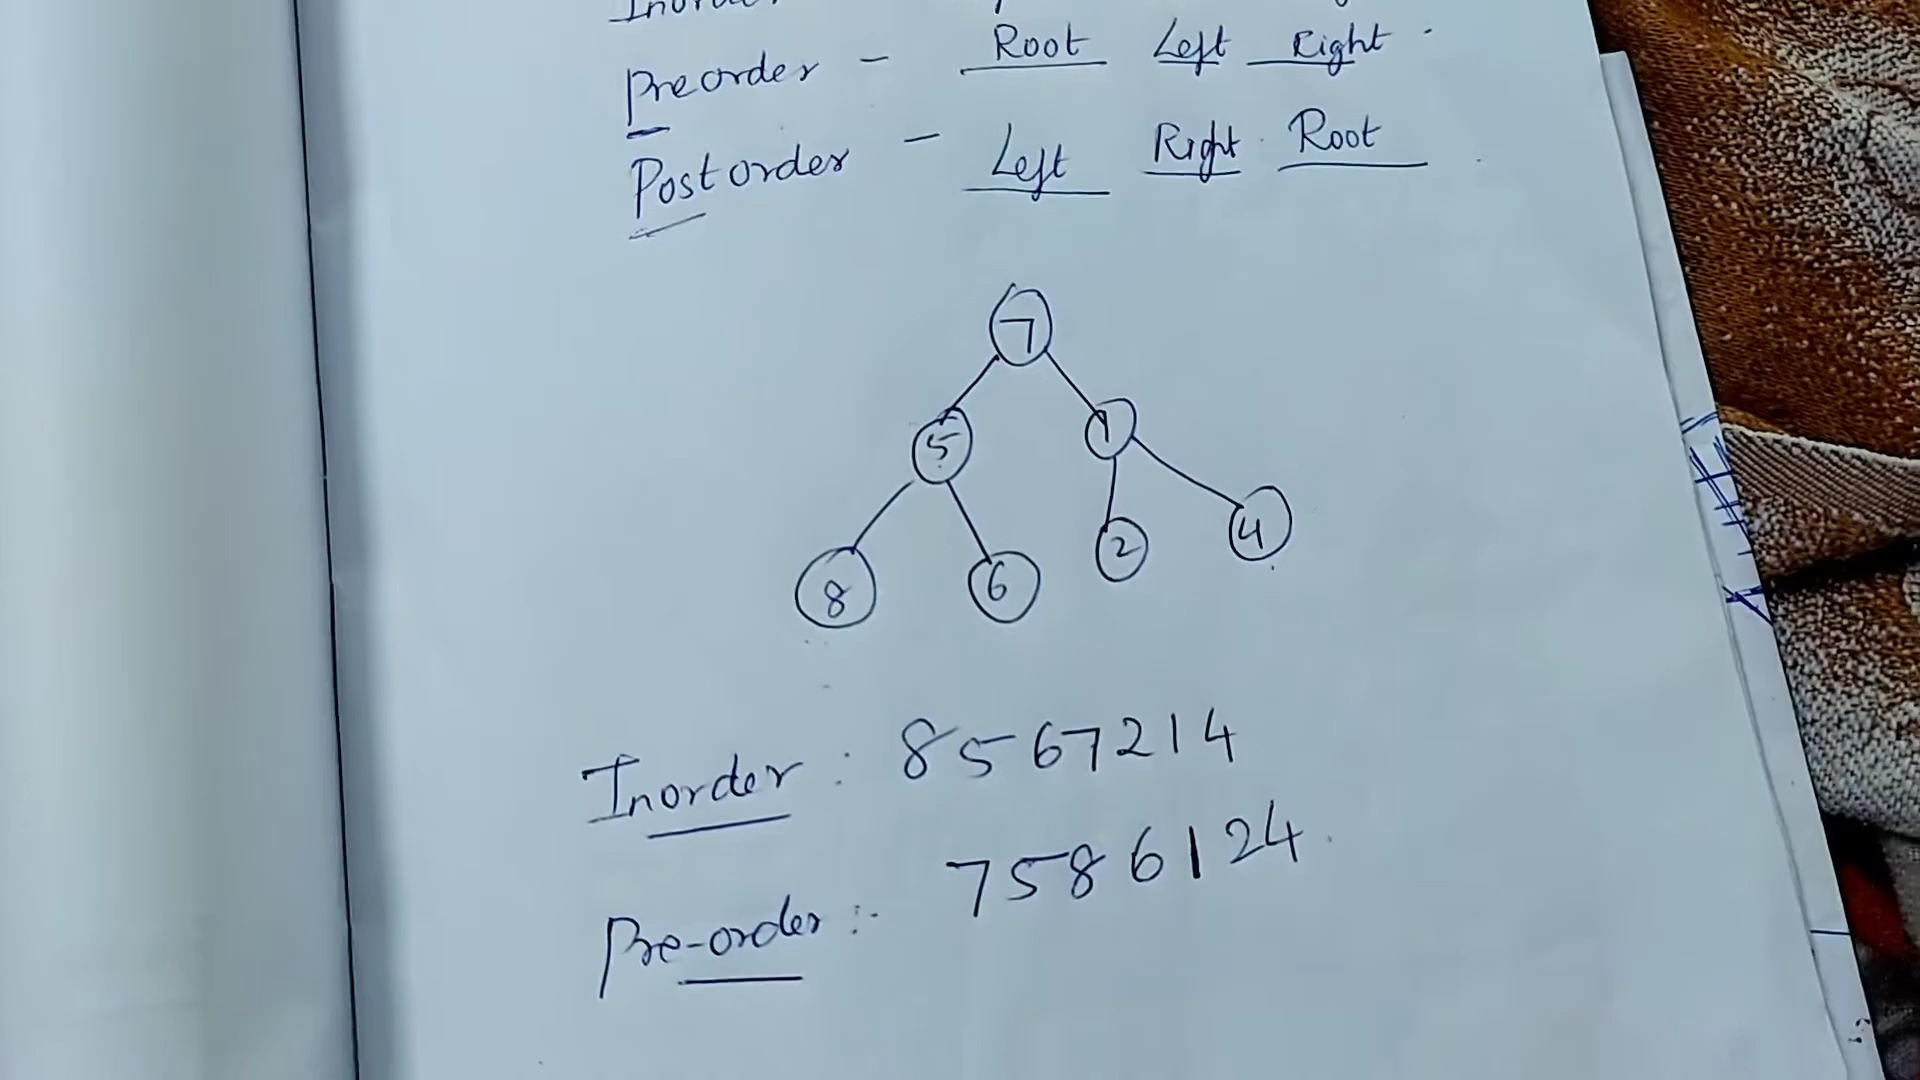 Preorder - Root Left Right.
Postorder - Left Right Root
7
5 1
8 6 2 4
Inorder : 8567214
Pre-order :- 7586124.